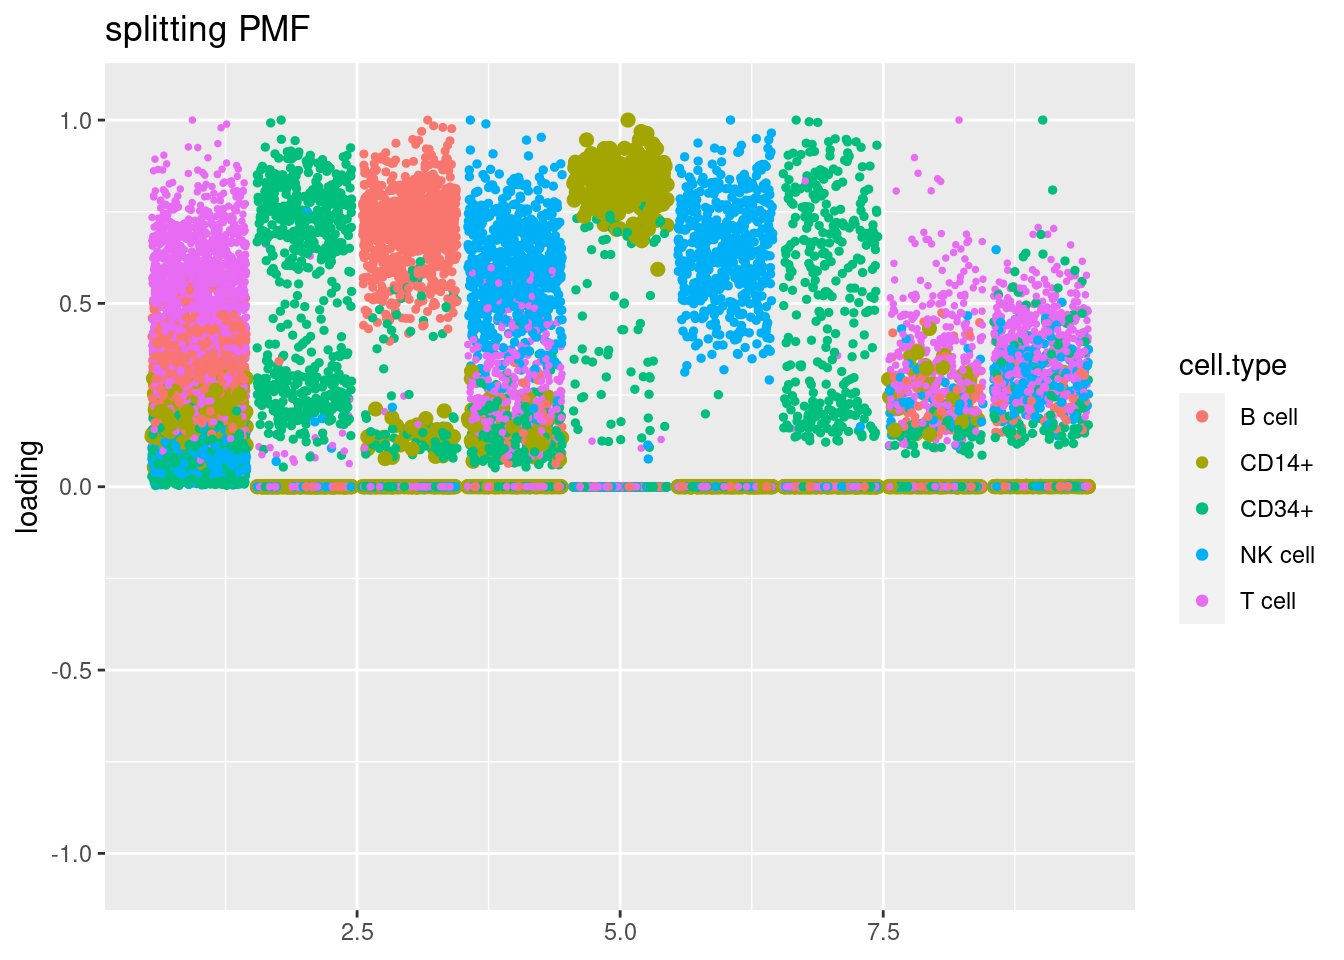 splitting PMF
1.0
0.5
0.0
-0.5
-1.0
loading
2.5
5.0
7.5
cell.type
B cell
CD14+
CD34+
NK cell
T cell